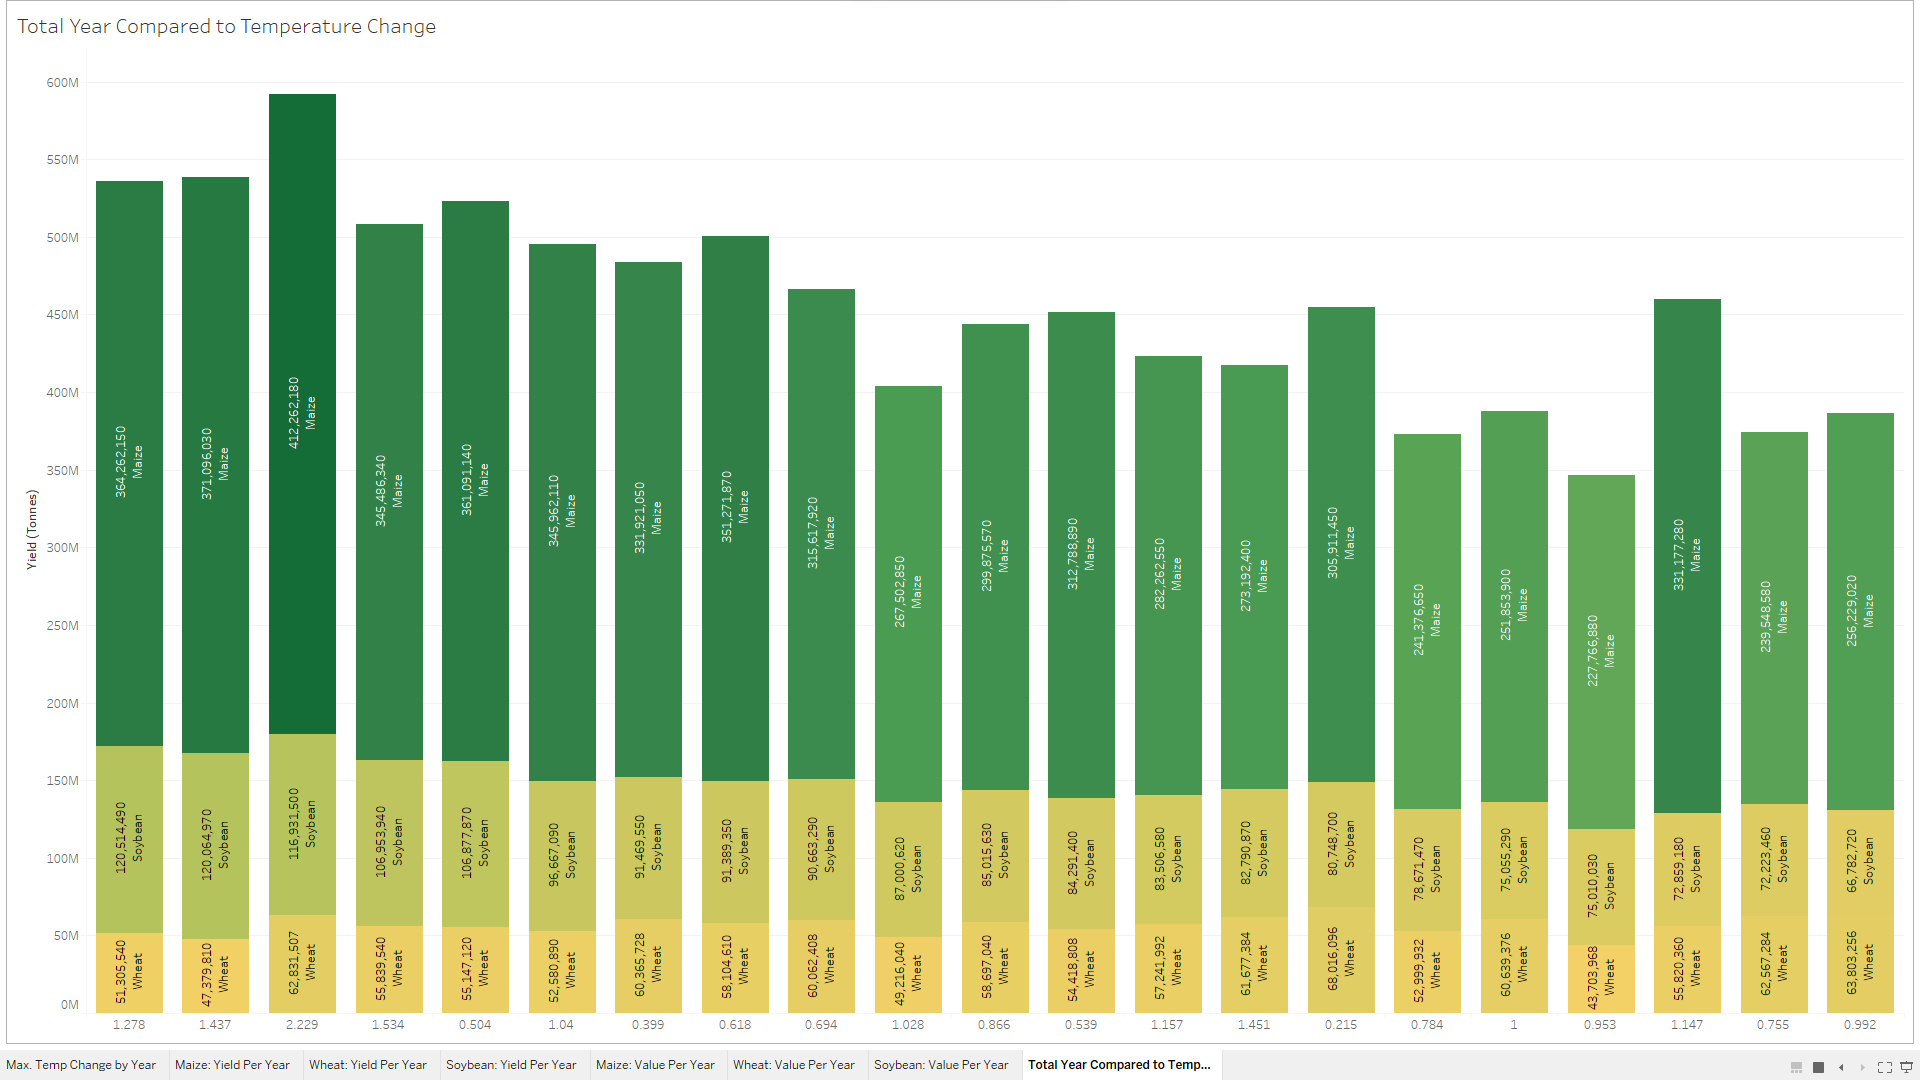 Total Year Compared to Temperature Change
600M
550M
500M
450M
400M
350M
300M
250M
200M
150M
100M
50M
0M
Yield (Tonnes)
364,262,150
Maize
120,514,490
Soybean
51,305,540
Wheat
371,096,030
Maize
120,064,970
Soybean
47,379,810
Wheat
412,262,180
Maize
116,931,500
Soybean
62,831,507
Wheat
345,486,340
Maize
106,953,940
Soybean
55,839,540
Wheat
361,091,140
Maize
106,877,870
Soybean
55,147,120
Wheat
345,962,110
Maize
96,667,090
Soybean
52,580,890
Wheat
331,921,050
Maize
91,469,550
Soybean
60,365,728
Wheat
351,271,870
Maize
91,389,350
Soybean
58,104,610
Wheat
315,617,920
Maize
90,663,290
Soybean
60,062,408
Wheat
267,502,850
Maize
87,000,620
Soybean
49,216,040
Wheat
299,875,570
Maize
85,015,630
Soybean
58,697,040
Wheat
312,788,890
Maize
84,291,400
Soybean
54,418,808
Wheat
282,262,550
Maize
83,506,580
Soybean
57,241,992
Wheat
273,192,400
Maize
82,790,870
Soybean
61,677,384
Wheat
305,911,450
Maize
80,748,700
Soybean
68,016,096
Wheat
241,376,650
Maize
78,671,470
Soybean
52,999,932
Wheat
251,853,900
Maize
75,055,290
Soybean
60,639,376
Wheat
227,766,880
Maize
75,010,030
Soybean
43,703,968
Wheat
331,177,280
Maize
72,859,180
Soybean
55,820,360
Wheat
239,548,580
Maize
72,223,460
Soybean
62,567,284
Wheat
256,229,020
Maize
66,782,720
Soybean
63,803,256
Wheat
1.278 1.437 2.229 1.534 0.504 1.04 0.399 0.618 0.694 1.028 0.866 0.539 1.157 1.451 0.215 0.784 1 0.953 1.147 0.755 0.992
Max. Temp Change by Year Maize: Yield Per Year Wheat: Yield Per Year Soybean: Yield Per Year Maize: Value Per Year Wheat: Value Per Year Soybean: Value Per Year Total Year Compared to Temp...